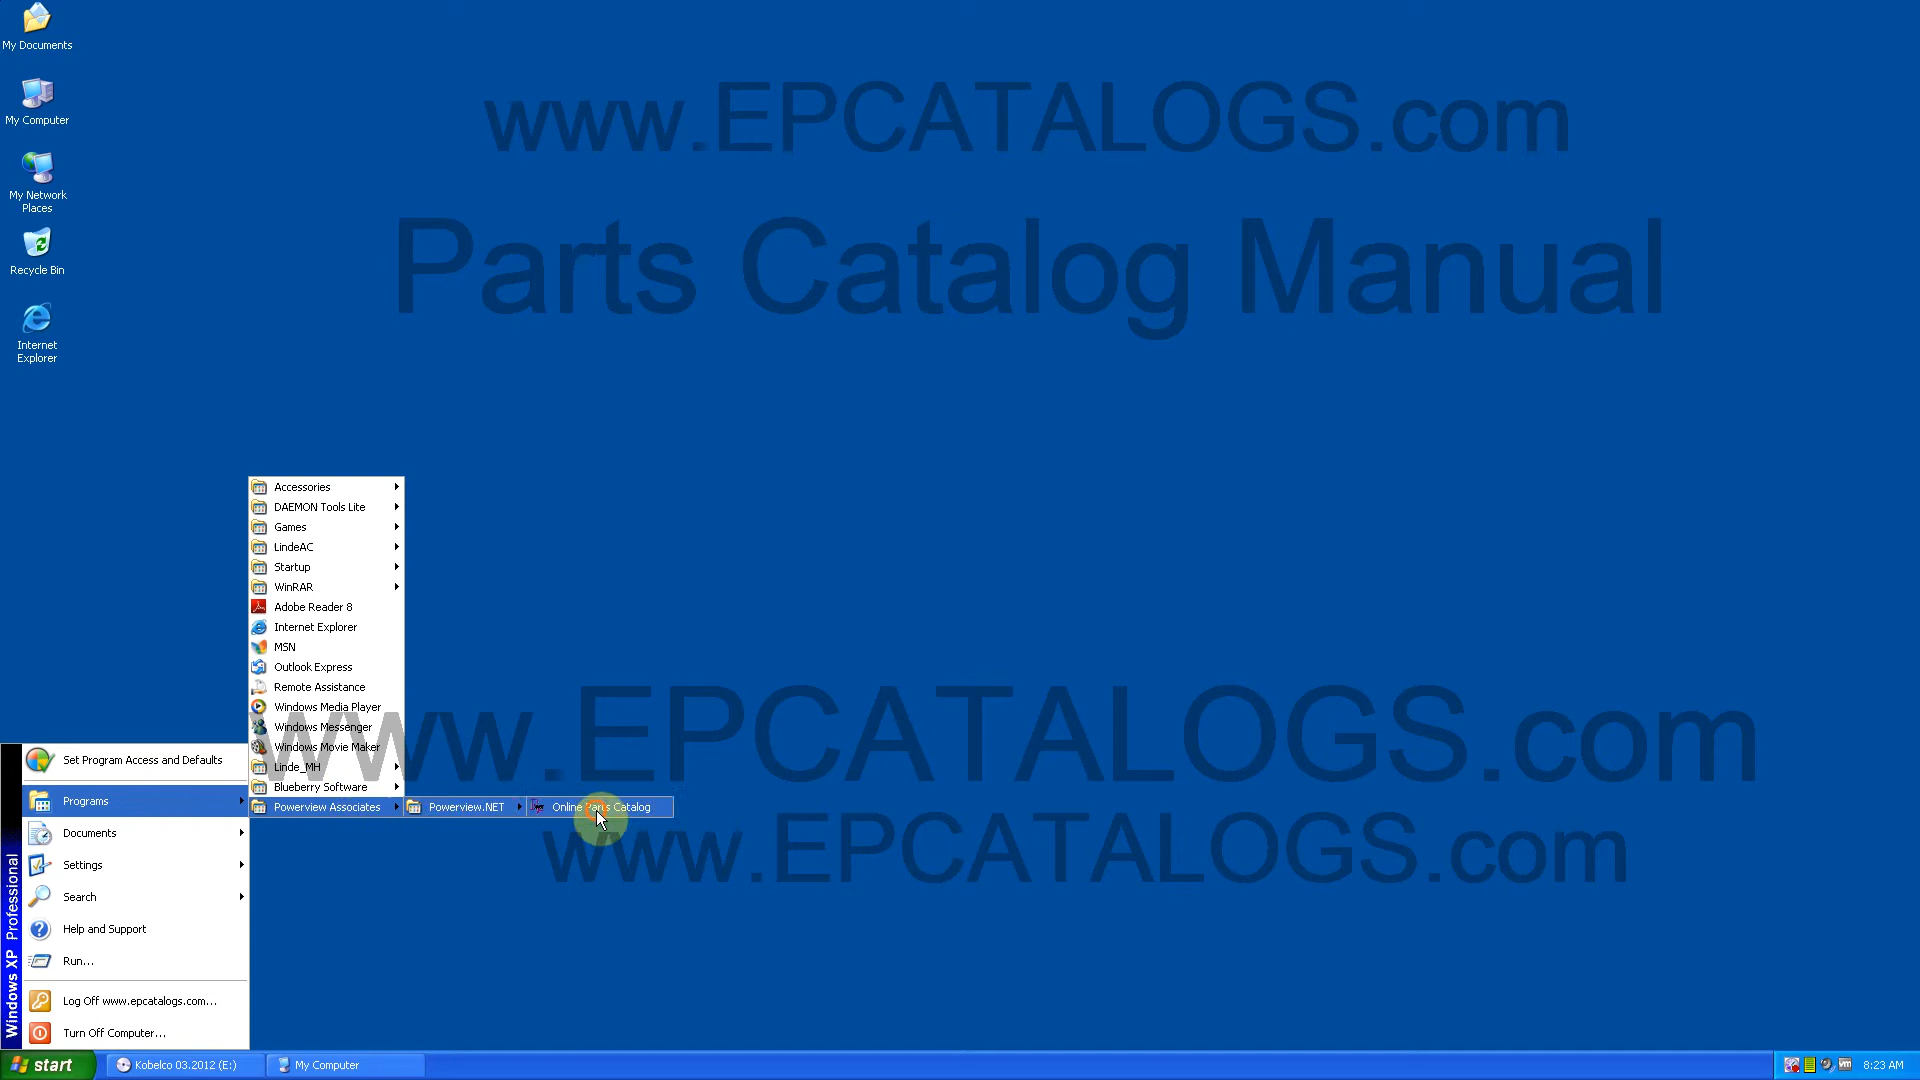 My Documents
My Computer
My Network
Places
Recycle Bin
Internet
Explorer
www.EPCATALOGS.com
Parts Catalog Manual
www.EPCATALOGS.com
www.EPCATALOGS.com
Accessories
DAEMON Tools Lite
Games
LindeAC
Startup
WinRAR
Adobe Reader 8
Internet Explorer
MSN
Outlook Express
Remote Assistance
Windows Media Player
Windows Messenger
Windows Movie Maker
Linde_MH
Blueberry Software
Powerview Associates
Powerview.NET
Online Parts Catalog
Set Program Access and Defaults
Programs
Documents
Settings
Search
Help and Support
Run...
Log Off www.epcatalogs.com...
Turn Off Computer...
Windows XP Professional
start
Kobelco 03.2012 (E:)
My Computer
8:23 AM